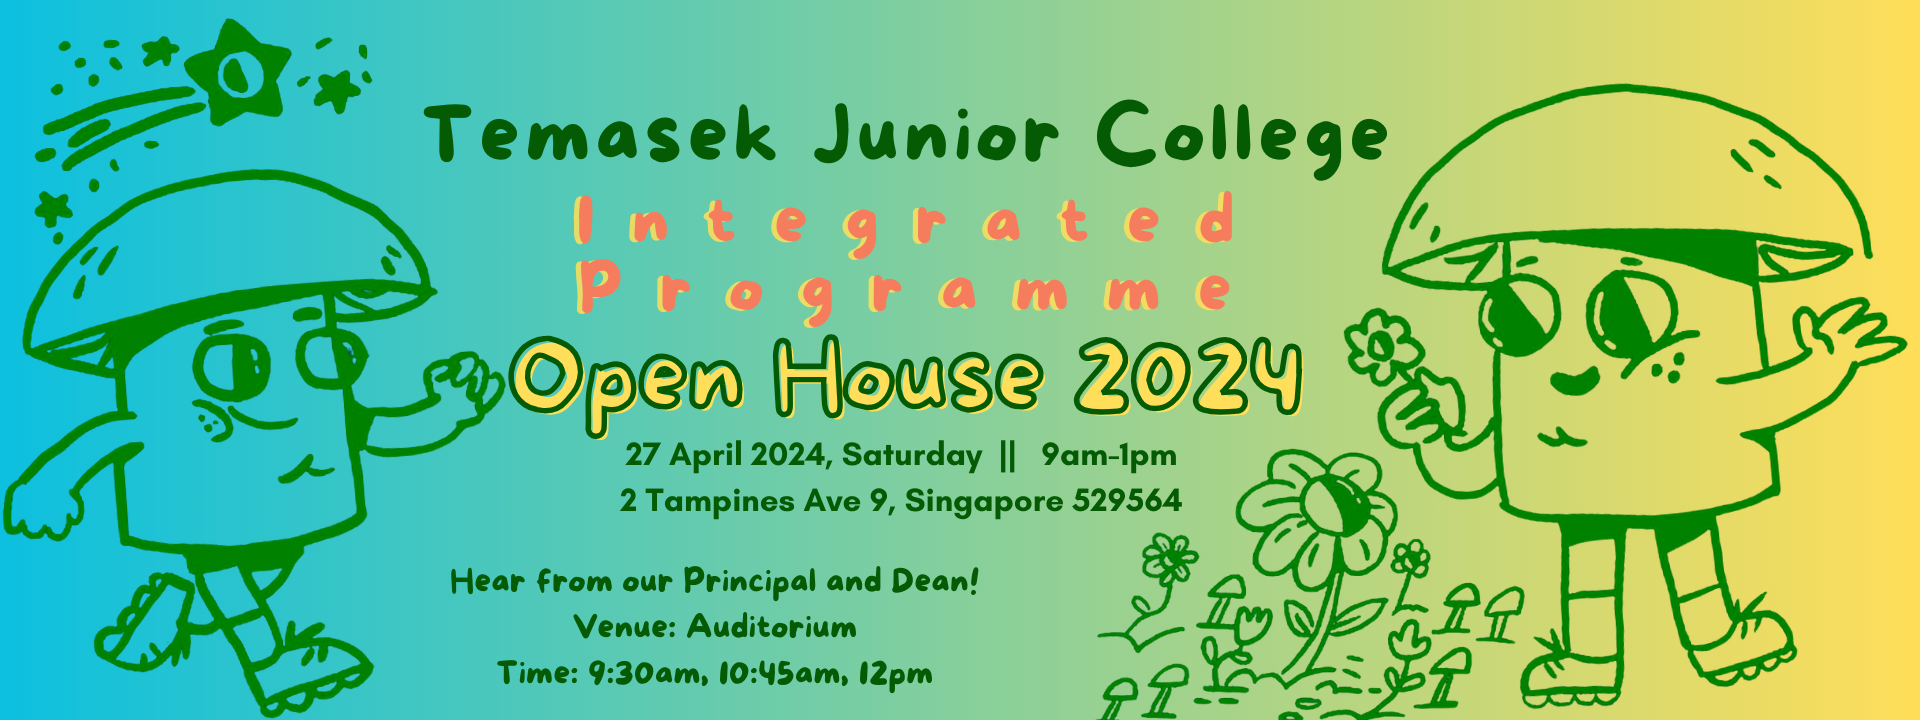 Temasek Junior College
Integrated
Programme
Open House 2024
27 April 2024, Saturday || 9am-1pm
2 Tampines Ave 9, Singapore 529564
Hear from our Principal and Dean!
Venue: Auditorium
Time: 9:30am, 10:45am, 12pm